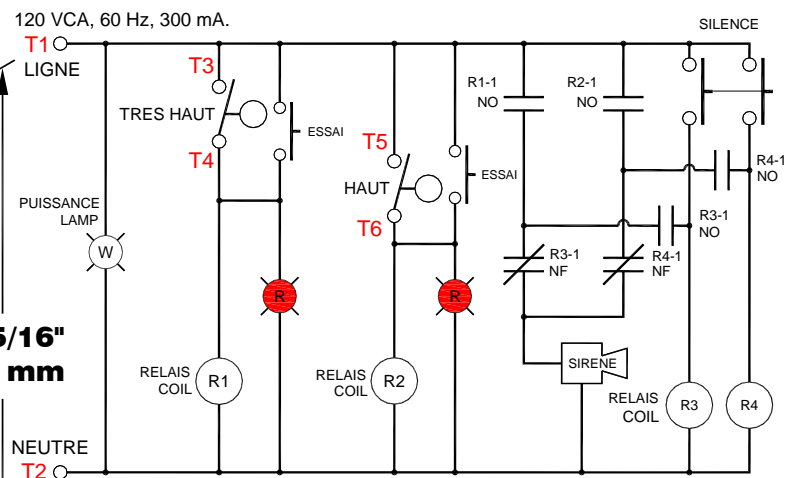 120 VCA, 60 Hz, 300 mA.
T1
LIGNE
SILENCE
T3
TRES HAUT
T4
ESSAI
T5
HAUT
T6
ESSAI
R1-1
NO
R2-1
NO
R4-1
NO
R3-1
NO
R3-1
NF
R4-1
NF
PUISSANCE
LAMP
W
R
R
5/16"
mm
RELAIS
COIL
R1
RELAIS
COIL
R2
SIRENE
RELAIS
COIL
R3
R4
NEUTRE
T2